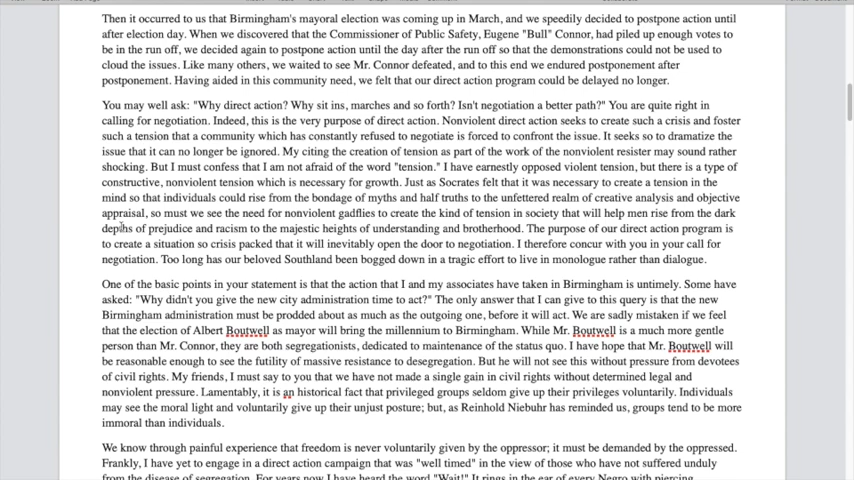 Then it occurred to us that Birmingham's mayoral election was coming up in March, and we speedily decided to postpone action until
after election day. When we discovered that the Commissioner of Public Safety, Eugene "Bull" Connor, had piled up enough votes to
be in the run off, we decided again to postpone action until the day after the run off so that the demonstrations could not be used to
cloud the issues. Like many others, we waited to see Mr. Connor defeated, and to this end we endured postponement after
postponement. Having aided in this community need, we felt that our direct action program could be delayed no longer.
You may well ask: "Why direct action? Why sit ins, marches and so forth? Isn't negotiation a better path?" You are quite right in
calling for negotiation. Indeed, this is the very purpose of direct action. Nonviolent direct action seeks to create such a crisis and foster
such a tension that a community which has constantly refused to negotiate is forced to confront the issue. It seeks so to dramatize the
issue that it can no longer be ignored. My citing the creation of tension as part of the work of the nonviolent resister may sound rather
shocking. But I must confess that I am not afraid of the word "tension." I have earnestly opposed violent tension, but there is a type of
constructive, nonviolent tension which is necessary for growth. Just as Socrates felt that it was necessary to create a tension in the
mind so that individuals could rise from the bondage of myths and half truths to the unfettered realm of creative analysis and objective
appraisal, so must we see the need for nonviolent gadflies to create the kind of tension in society that will help men rise from the dark
depths of prejudice and racism to the majestic heights of understanding and brotherhood. The purpose of our direct action program is
to create a situation so crisis packed that it will inevitably open the door to negotiation. I therefore concur with you in your call for
negotiation. Too long has our beloved Southland been bogged down in a tragic effort to live in monologue rather than dialogue.
One of the basic points in your statement is that the action that I and my associates have taken in Birmingham is untimely. Some have
asked: "Why didn't you give the new city administration time to act?" The only answer that I can give to this query is that the new
Birmingham administration must be prodded about as much as the outgoing one, before it will act. We are sadly mistaken if we feel
that the election of Albert Boutwell as mayor will bring the millennium to Birmingham. While Mr. Boutwell is a much more gentle
person than Mr. Connor, they are both segregationists, dedicated to maintenance of the status quo. I have hope that Mr. Boutwell will
be reasonable enough to see the futility of massive resistance to desegregation. But he will not see this without pressure from devotees
of civil rights. My friends, I must say to you that we have not made a single gain in civil rights without determined legal and
nonviolent pressure. Lamentably, it is an historical fact that privileged groups seldom give up their privileges voluntarily. Individuals
may see the moral light and voluntarily give up their unjust posture; but, as Reinhold Niebuhr has reminded us, groups tend to be more
immoral than individuals.
We know through painful experience that freedom is never voluntarily given by the oppressor; it must be demanded by the oppressed.
Frankly, I have yet to engage in a direct action campaign that was "well timed" in the view of those who have not suffered unduly
from the disease of segregation. For years now I have heard the word "Wait!" It rings in the ear of every Negro with piercing